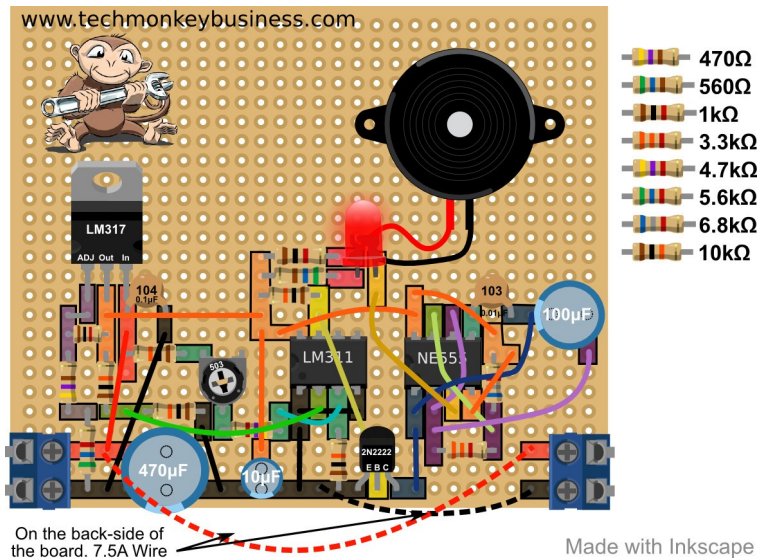 www.techmonkeybusiness.com
470Ω
560Ω
1kΩ
3.3kΩ
4.7kΩ
5.6kΩ
6.8kΩ
10kΩ
LM317
ADJ Out In
104
0.1µF
103
0.01µF
100µF
LM311
NE555
503
2N2222
E B C
470µF
10µF
On the back-side of
the board. 7.5A Wire
Made with Inkscape